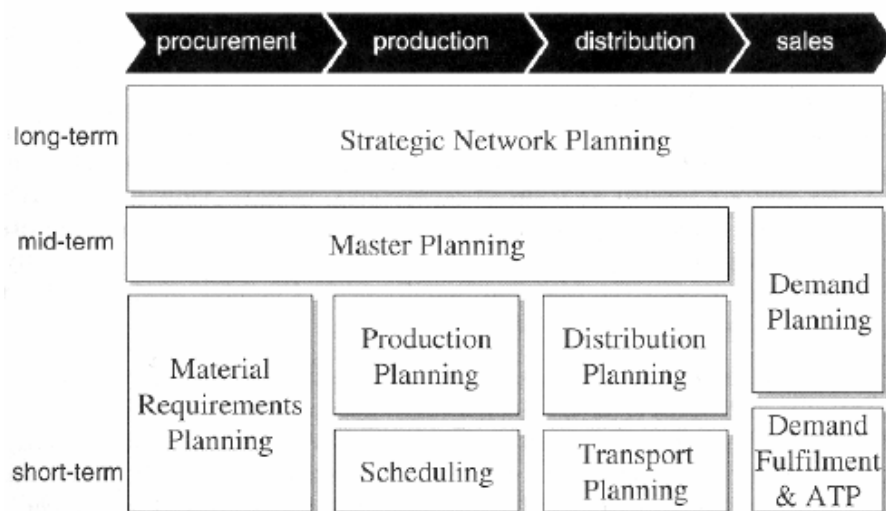 procurement
production
distribution
sales
long-term
Strategic Network Planning
mid-term
Master Planning
Demand
Planning
Material
Requirements
Planning
Production
Planning
Distribution
Planning
short-term
Scheduling
Transport
Planning
Demand
Fulfilment
& ATP